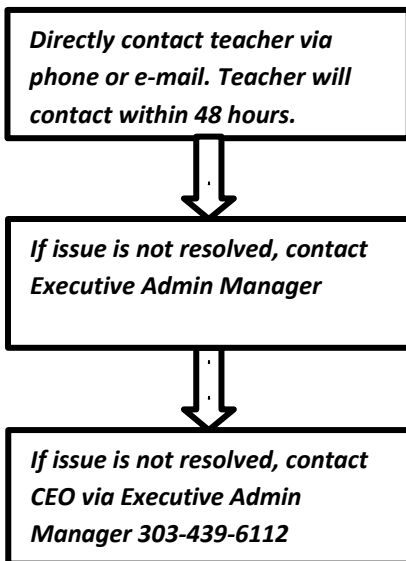 Directly contact teacher via
phone or e-mail. Teacher will
contact within 48 hours.
If issue is not resolved, contact
Executive Admin Manager
If issue is not resolved, contact
CEO via Executive Admin
Manager 303-439-6112